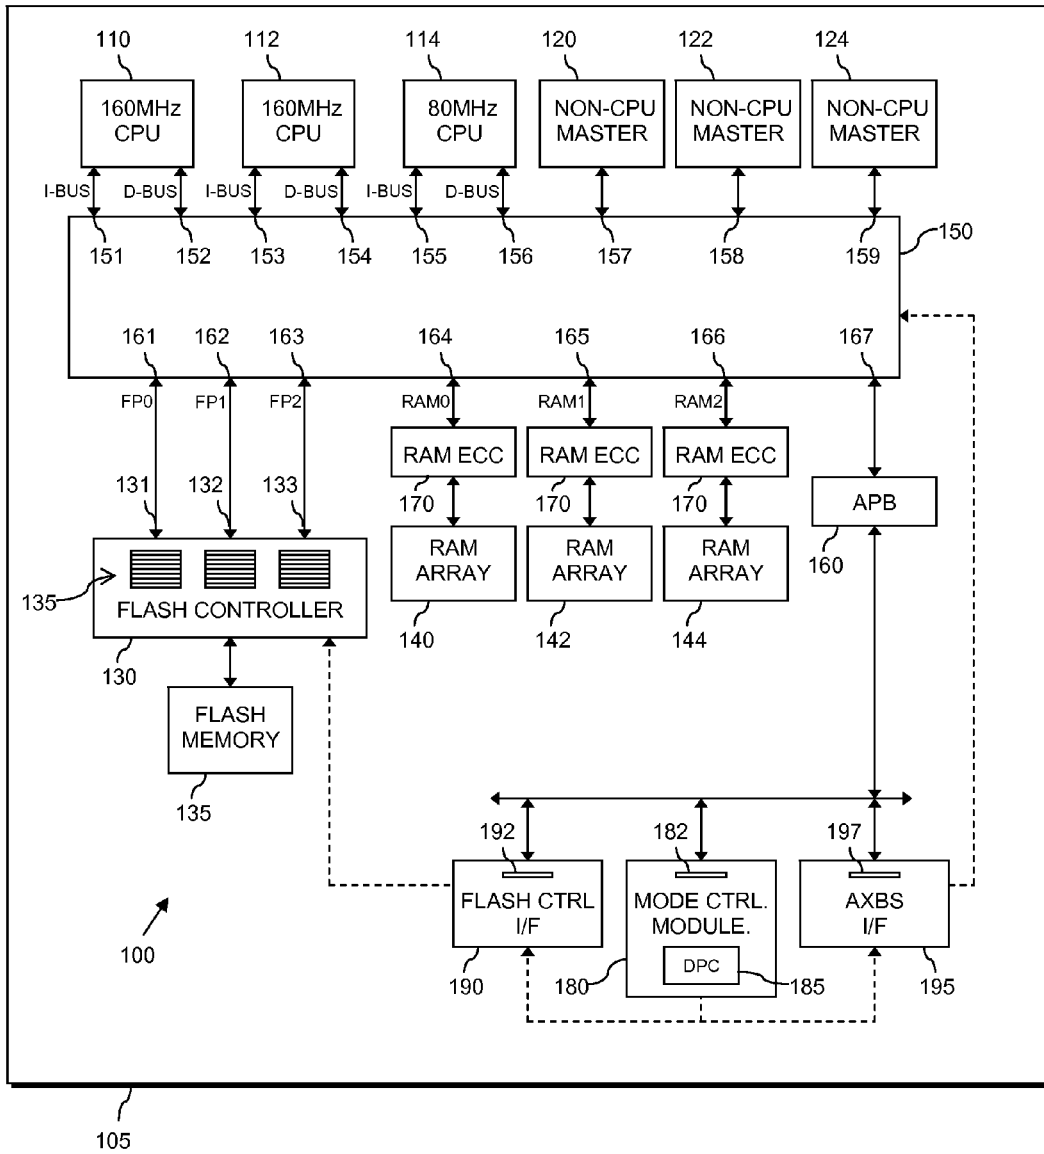 110
112
114
120
122
124
160MHz
CPU
160MHz
CPU
80MHz
CPU
NON-CPU
MASTER
NON-CPU
MASTER
NON-CPU
MASTER
I-BUS
D-BUS
I-BUS
D-BUS
I-BUS
D-BUS
151
152
153
154
155
156
157
158
159
150
161
162
163
164
165
166
167
FP0
FP1
FP2
RAM0
RAM1
RAM2
RAM ECC
RAM ECC
RAM ECC
170
170
170
131
132
133
APB
160
RAM
ARRAY
RAM
ARRAY
RAM
ARRAY
135
FLASH CONTROLLER
140
142
144
130
FLASH
MEMORY
135
192
182
197
FLASH CTRL
I/F
MODE CTRL.
MODULE.
AXBS
I/F
DPC
100
190
180
185
195
105